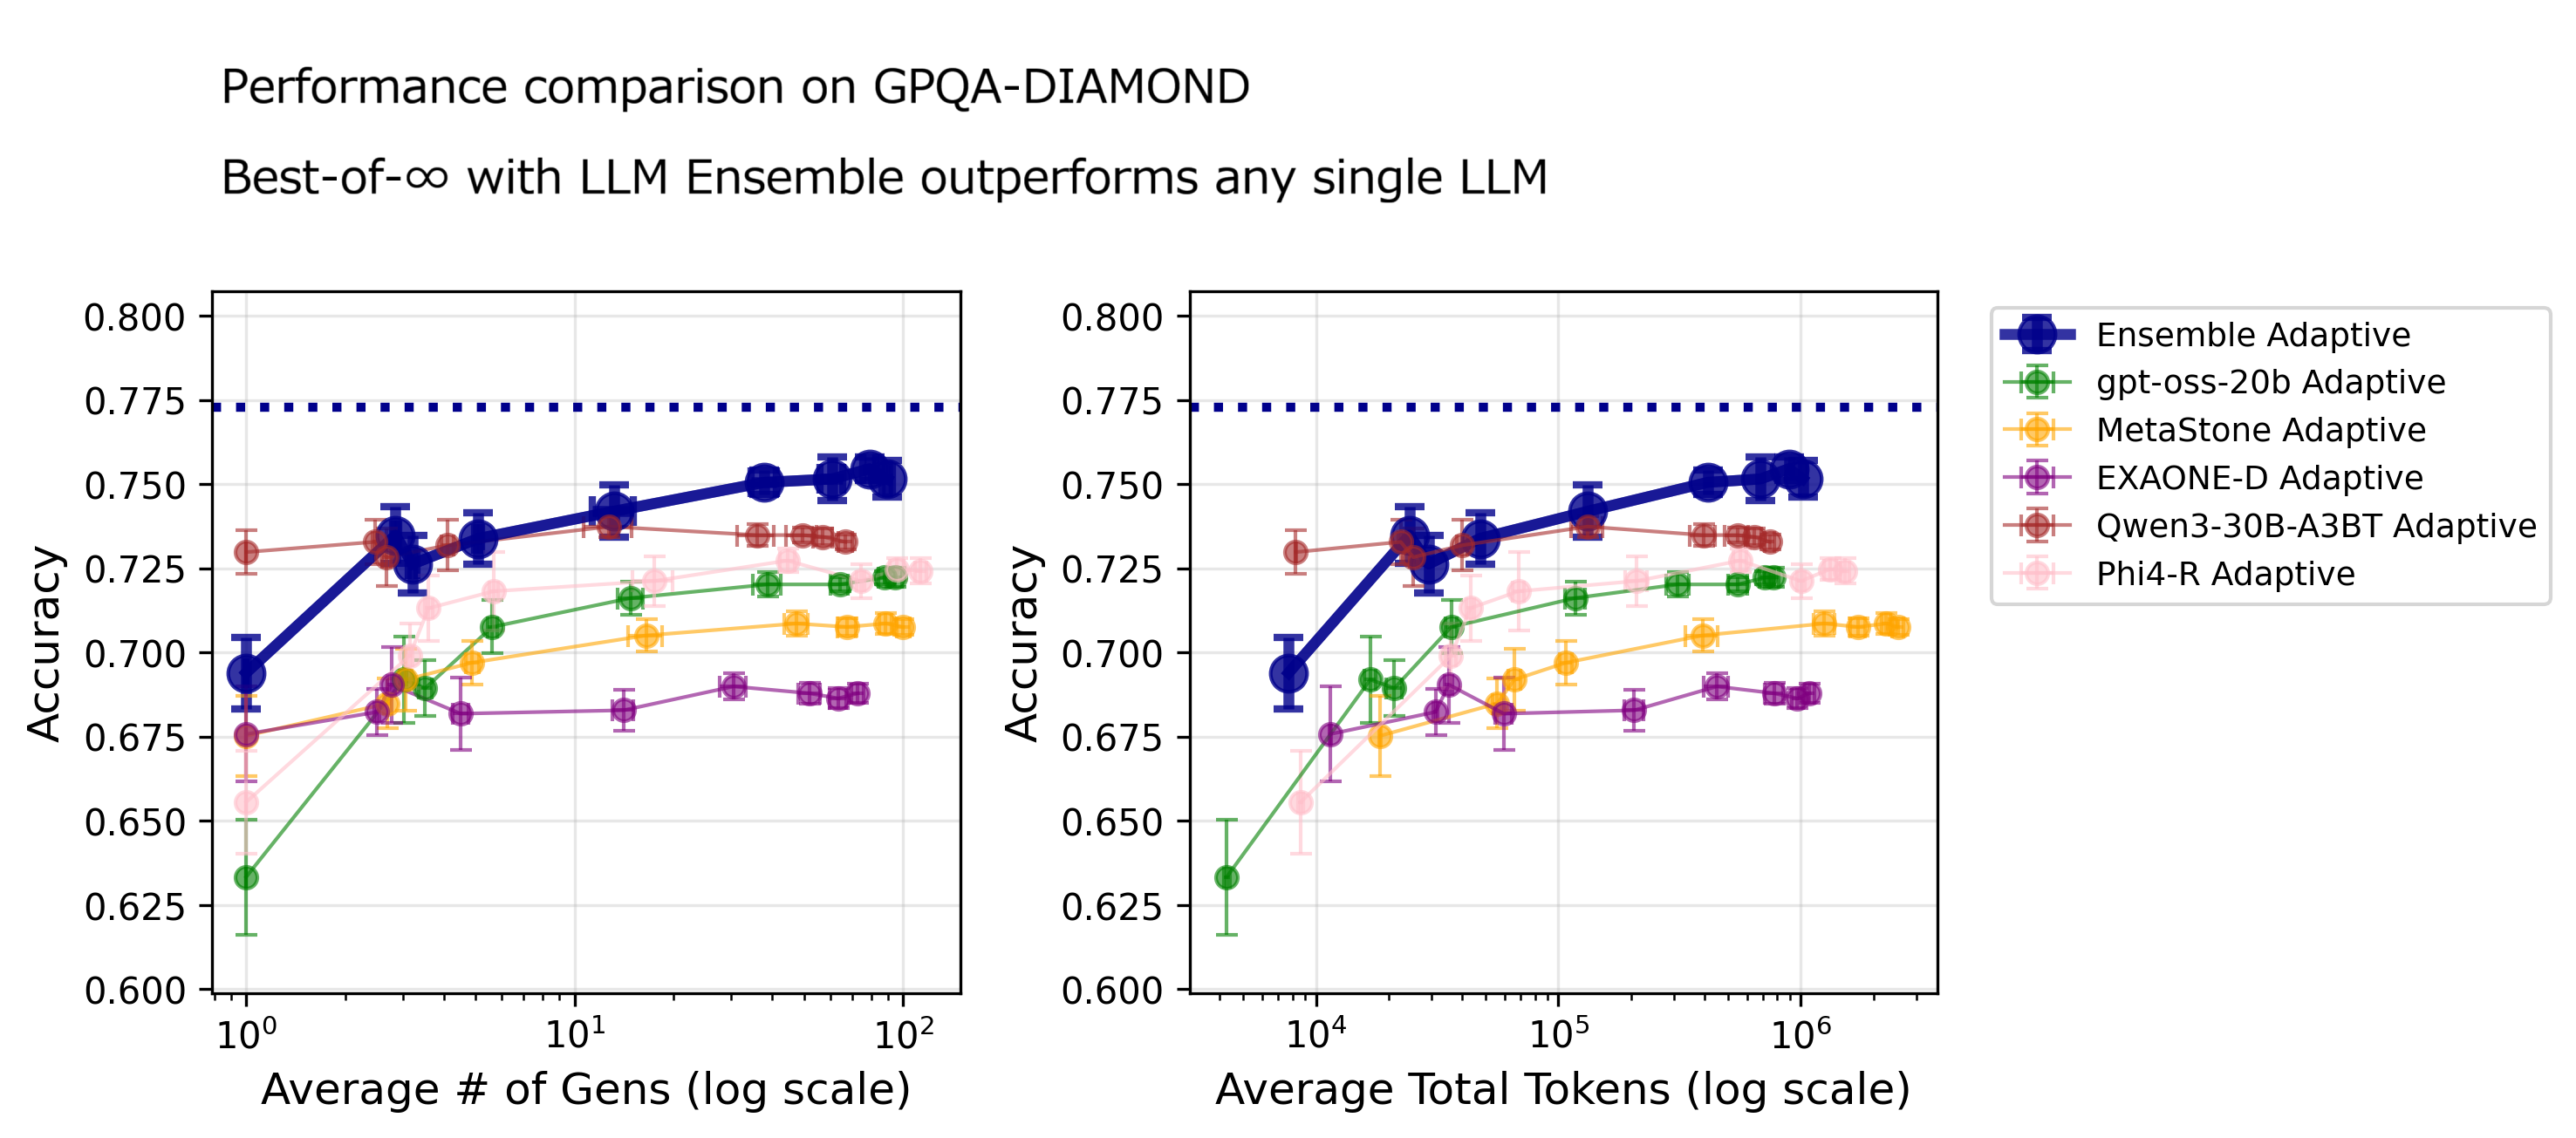 Performance comparison on GPQA-DIAMOND
Best-of-∞ with LLM Ensemble outperforms any single LLM
0.800
0.775
0.750
0.725
0.700
0.675
0.650
0.625
0.600
Accuracy
10⁰ 10¹ 10²
Average # of Gens (log scale)
0.800
0.775
0.750
0.725
0.700
0.675
0.650
0.625
0.600
Accuracy
10⁴ 10⁵ 10⁶
Average Total Tokens (log scale)
Ensemble Adaptive
gpt-oss-20b Adaptive
MetaStone Adaptive
EXAONE-D Adaptive
Qwen3-30B-A3BT Adaptive
Phi4-R Adaptive